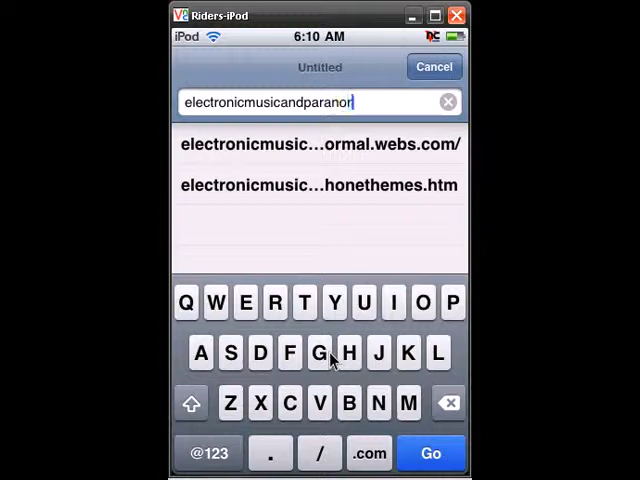 Riders-iPod
iPod 6:10 AM
Untitled Cancel
electronicmusicandparanor
electronicmusic...ormal.webs.com/
electronicmusic...honethemes.htm
Q W E R T Y U I O P
A S D F G H J K L
Z X C V B N M
@123 . / .com Go